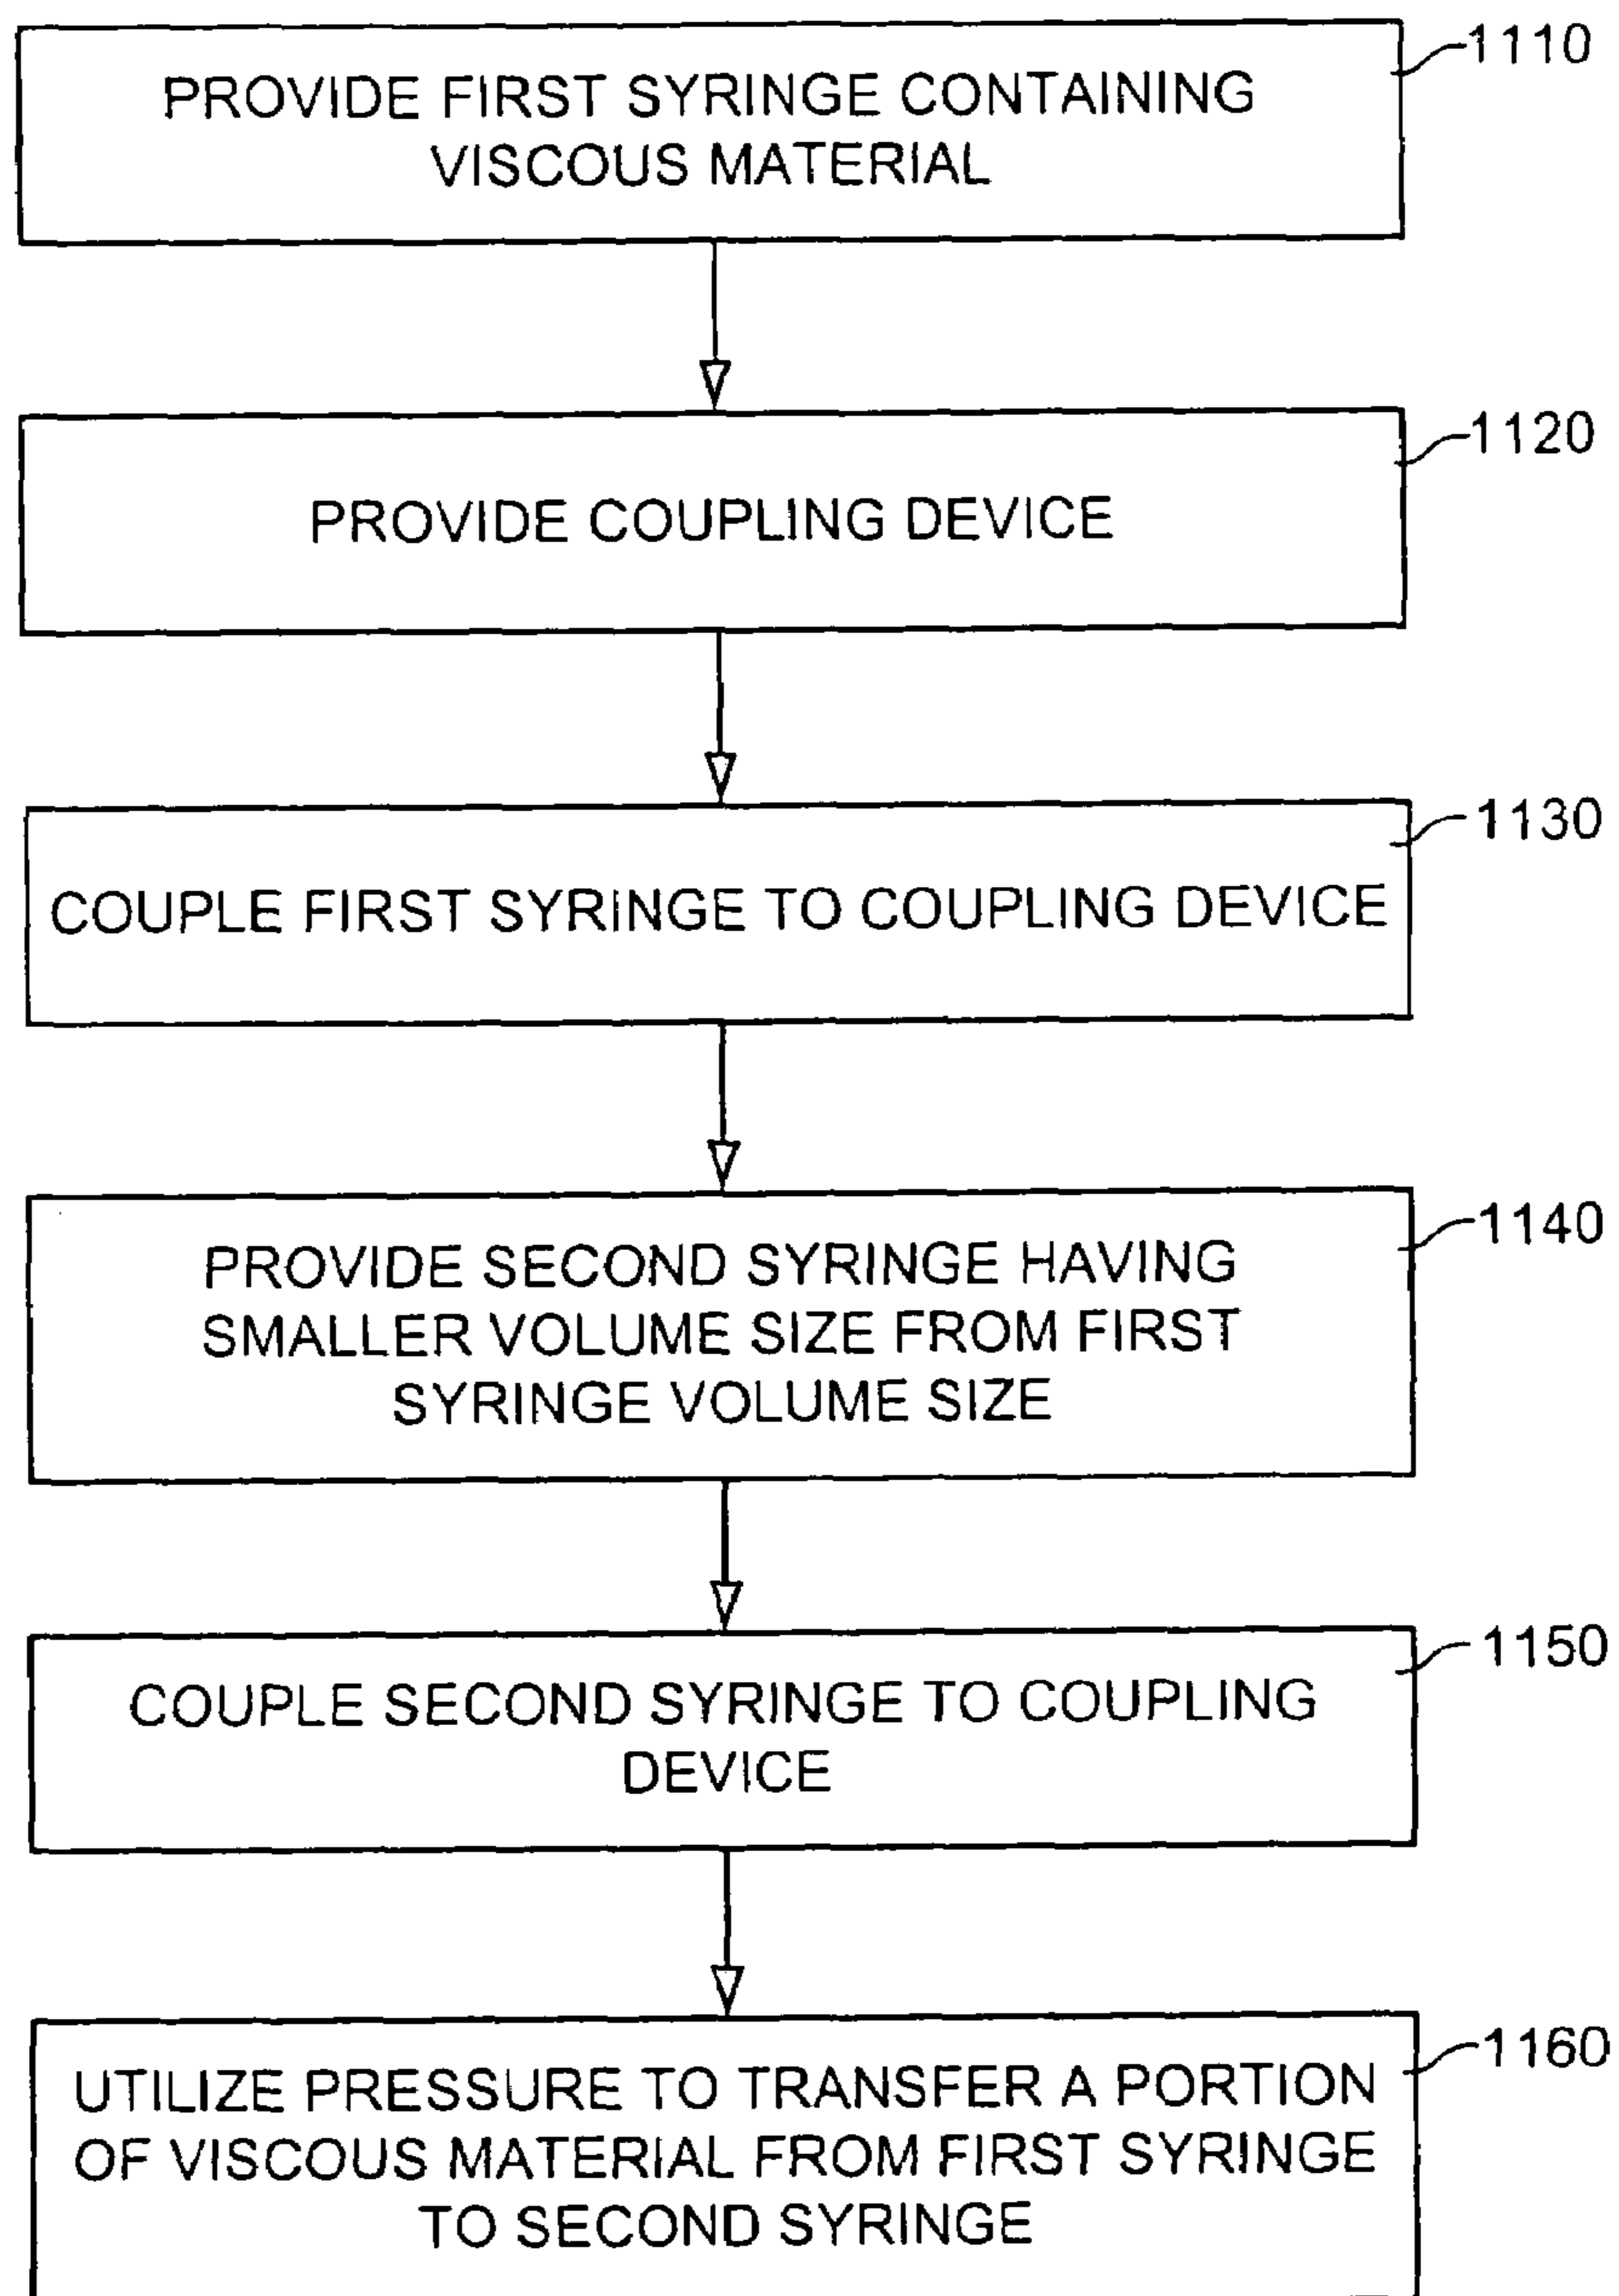 1110
PROVIDE FIRST SYRINGE CONTAINING
VISCOUS MATERIAL
1120
PROVIDE COUPLING DEVICE
1130
COUPLE FIRST SYRINGE TO COUPLING DEVICE
1140
PROVIDE SECOND SYRINGE HAVING
SMALLER VOLUME SIZE FROM FIRST
SYRINGE VOLUME SIZE
1150
COUPLE SECOND SYRINGE TO COUPLING
DEVICE
1160
UTILIZE PRESSURE TO TRANSFER A PORTION
OF VISCOUS MATERIAL FROM FIRST SYRINGE
TO SECOND SYRINGE